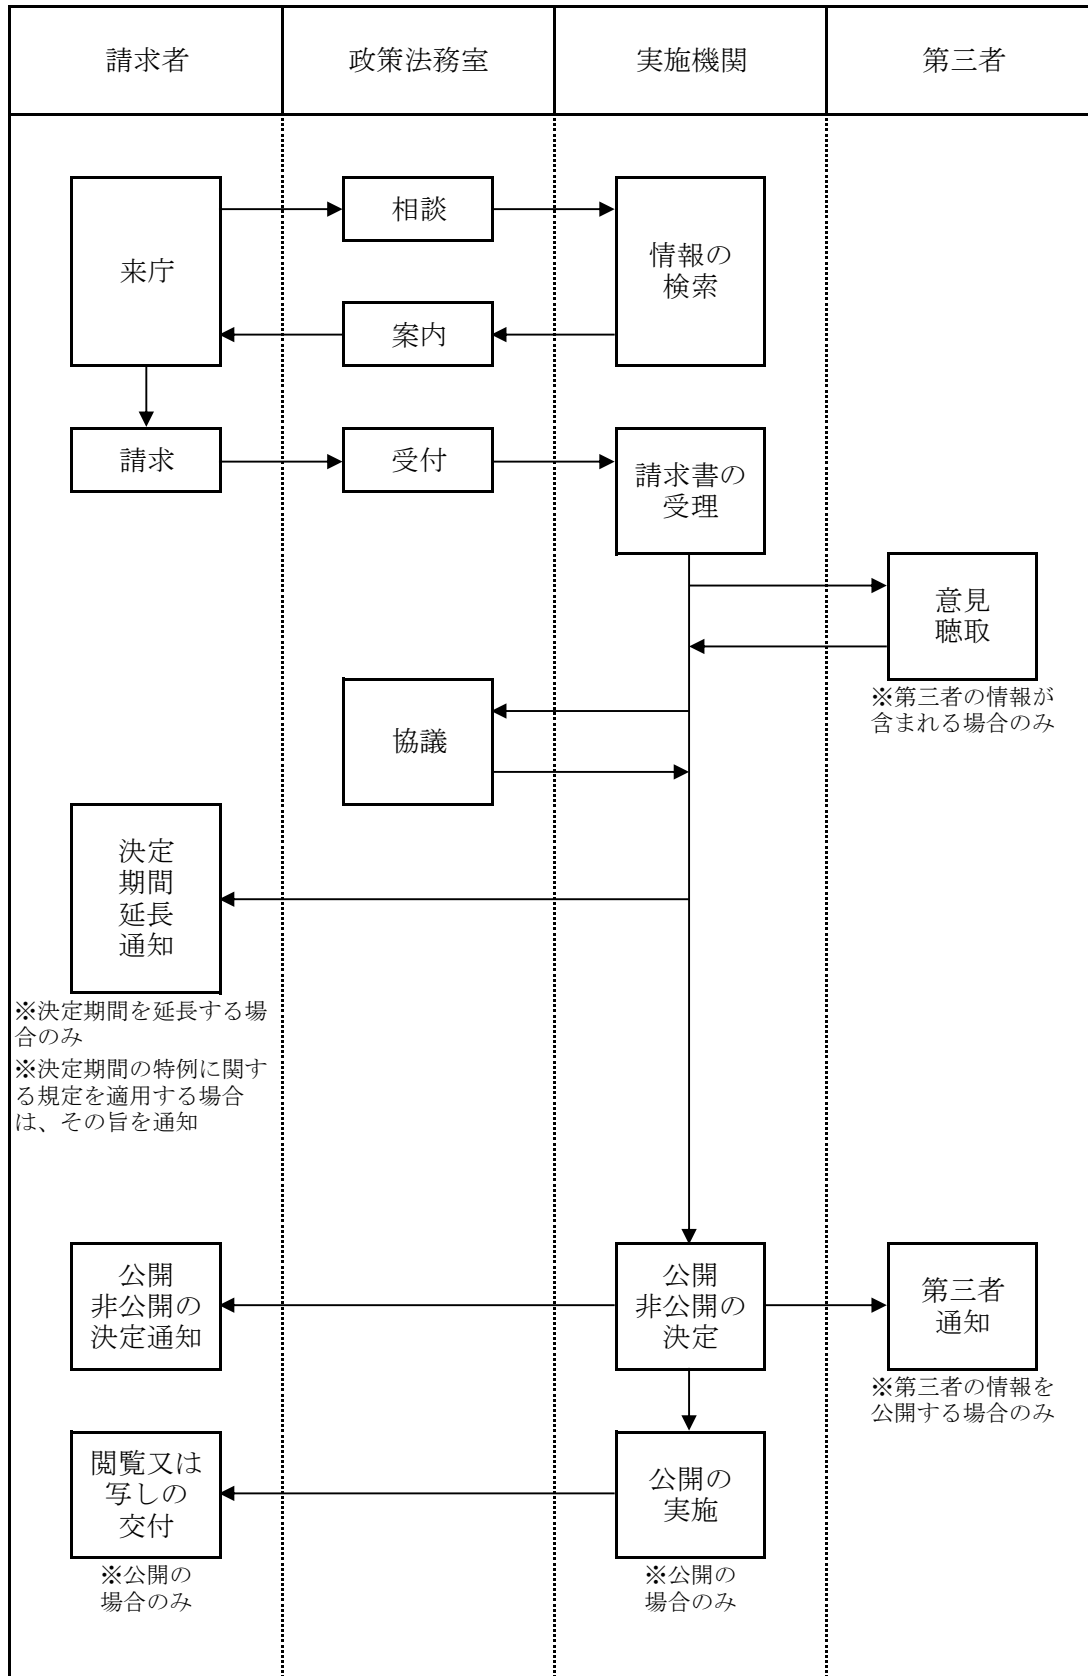 請求者
政策法務室
実施機関
第三者
来庁
相談
情報の
検索
案内
請求
受付
請求書の
受理
意見
聴取
※第三者の情報が
含まれる場合のみ
協議
決定
期間
延長
通知
※決定期間を延長する場
合のみ
※決定期間の特例に関す
る規定を適用する場合
は、その旨を通知
公開
非公開の
決定通知
公開
非公開の
決定
第三者
通知
※第三者の情報を
公開する場合のみ
閲覧又は
写しの
交付
※公開の
場合のみ
公開の
実施
※公開の
場合のみ